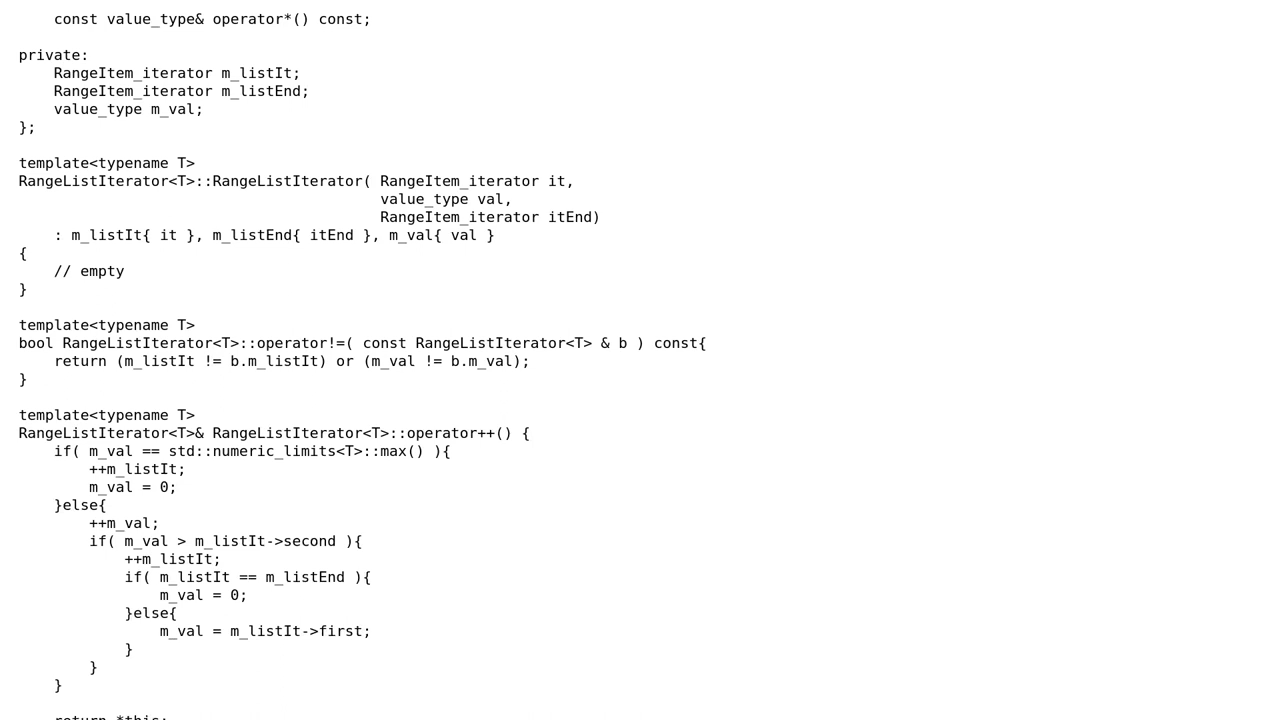 const value_type& operator*() const;

private:
    RangeItem_iterator m_listIt;
    RangeItem_iterator m_listEnd;
    value_type m_val;
};

template<typename T>
RangeListIterator<T>::RangeListIterator( RangeItem_iterator it,
                                         value_type val,
                                         RangeItem_iterator itEnd)
    : m_listIt{ it }, m_listEnd{ itEnd }, m_val{ val }
{
    // empty
}

template<typename T>
bool RangeListIterator<T>::operator!=( const RangeListIterator<T> & b ) const{
    return (m_listIt != b.m_listIt) or (m_val != b.m_val);
}

template<typename T>
RangeListIterator<T>& RangeListIterator<T>::operator++() {
    if( m_val == std::numeric_limits<T>::max() ){
        ++m_listIt;
        m_val = 0;
    }else{
        ++m_val;
        if( m_val > m_listIt->second ){
            ++m_listIt;
            if( m_listIt == m_listEnd ){
                m_val = 0;
            }else{
                m_val = m_listIt->first;
            }
        }
    }

    return *this;